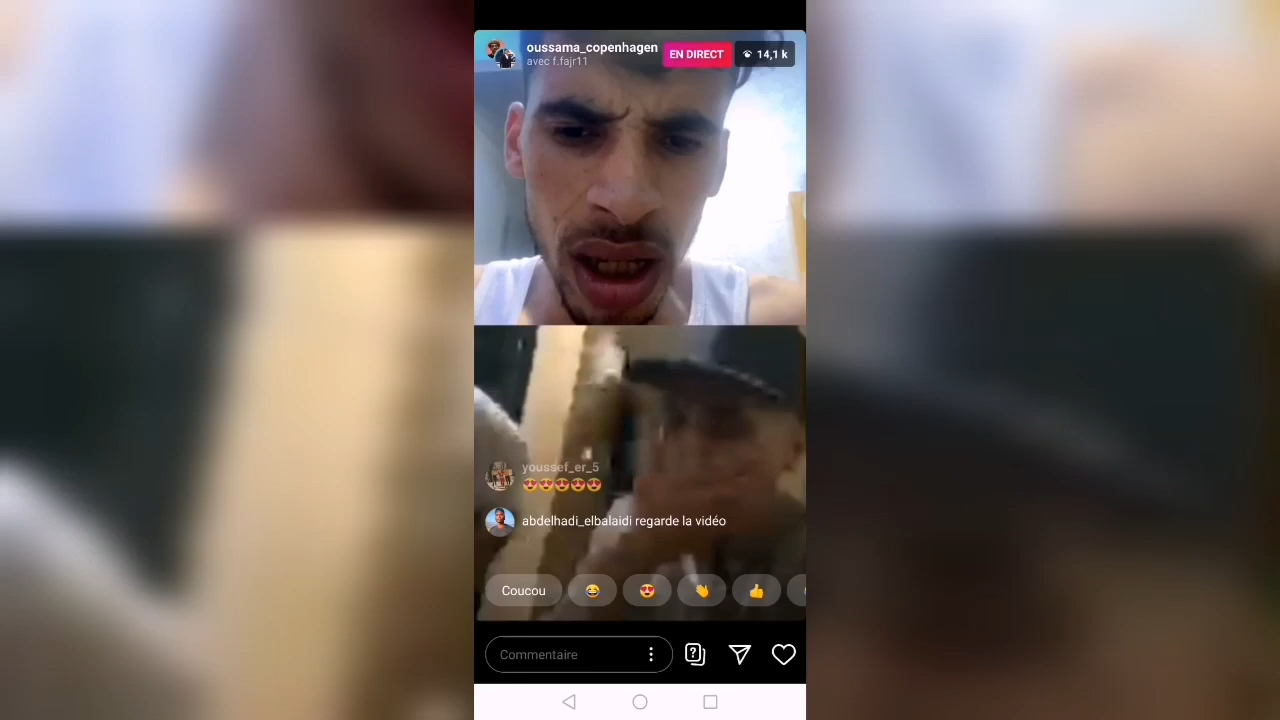 oussama_copenhagen
EN DIRECT
14,1 k
avec f.fajr11
youssef_er_5
😍😍😍😍😍
abdelhadi_elbalaidi regarde la vidéo
Coucou 😂 😍 👏 👍
Commentaire